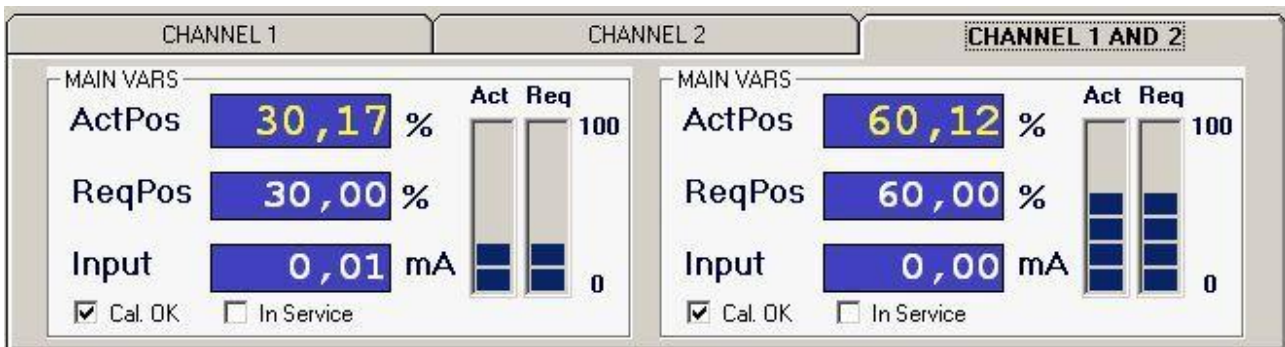 CHANNEL 1
CHANNEL 2
CHANNEL 1 AND 2
MAIN VARS
Act Req
ActPos 30,17 % 100
ReqPos 30,00 %
Input 0,01 mA 0
Cal. OK In Service
MAIN VARS
Act Req
ActPos 60,12 % 100
ReqPos 60,00 %
Input 0,00 mA 0
Cal. OK In Service